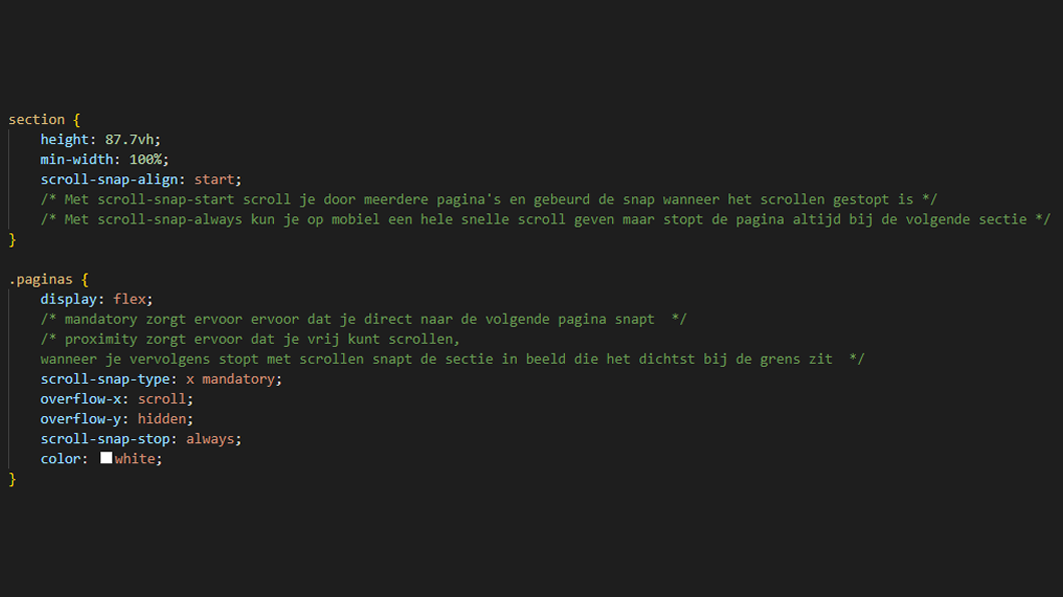 section {
height: 87.7vh;
min-width: 100%;
scroll-snap-align: start;
/* Met scroll-snap-start scroll je door meerdere pagina's en gebeurd de snap wanneer het scrollen gestopt is */
/* Met scroll-snap-always kun je op mobiel een hele snelle scroll geven maar stopt de pagina altijd bij de volgende sectie */
}
.paginas {
display: flex;
/* mandatory zorgt ervoor ervoor dat je direct naar de volgende pagina snapt  */
/* proximity zorgt ervoor dat je vrij kunt scrollen,
wanneer je vervolgens stopt met scrollen snapt de sectie in beeld die het dichtst bij de grens zit  */
scroll-snap-type: x mandatory;
overflow-x: scroll;
overflow-y: hidden;
scroll-snap-stop: always;
color: white;
}